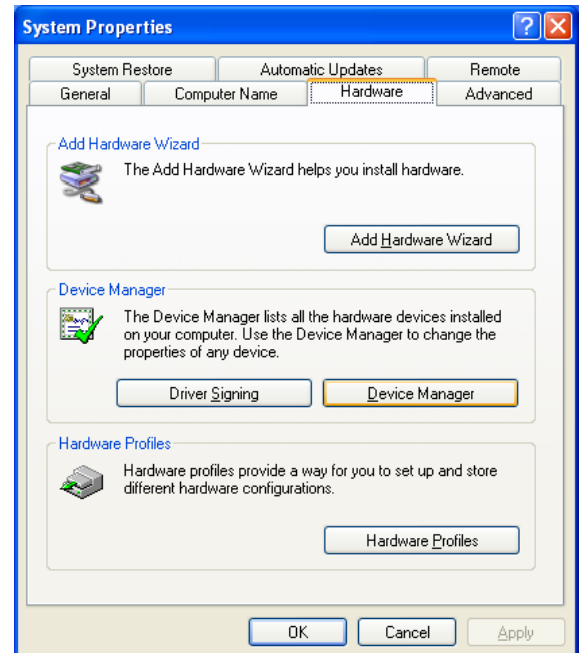 System Properties
System Restore Automatic Updates Remote
General Computer Name Hardware Advanced
Add Hardware Wizard
The Add Hardware Wizard helps you install hardware.
Add Hardware Wizard
Device Manager
The Device Manager lists all the hardware devices installed
on your computer. Use the Device Manager to change the
properties of any device.
Driver Signing Device Manager
Hardware Profiles
Hardware profiles provide a way for you to set up and store
different hardware configurations.
Hardware Profiles
OK Cancel Apply